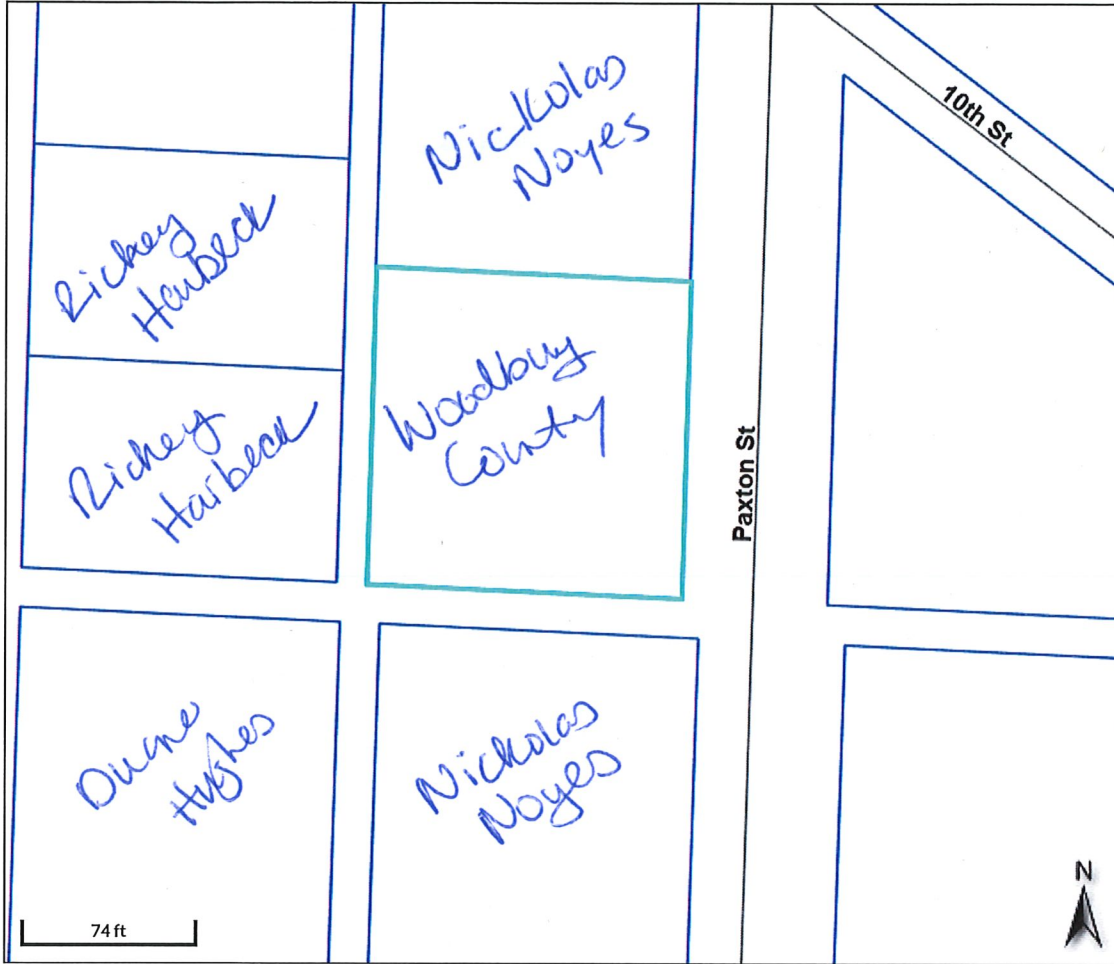 Nickolas
Noyes
10th St
Rickey
Harbeck
Woodbury
County
Rickey
Harbeck
Paxton St
Duane
Hughes
Nickolas
Noyes
N
74 ft